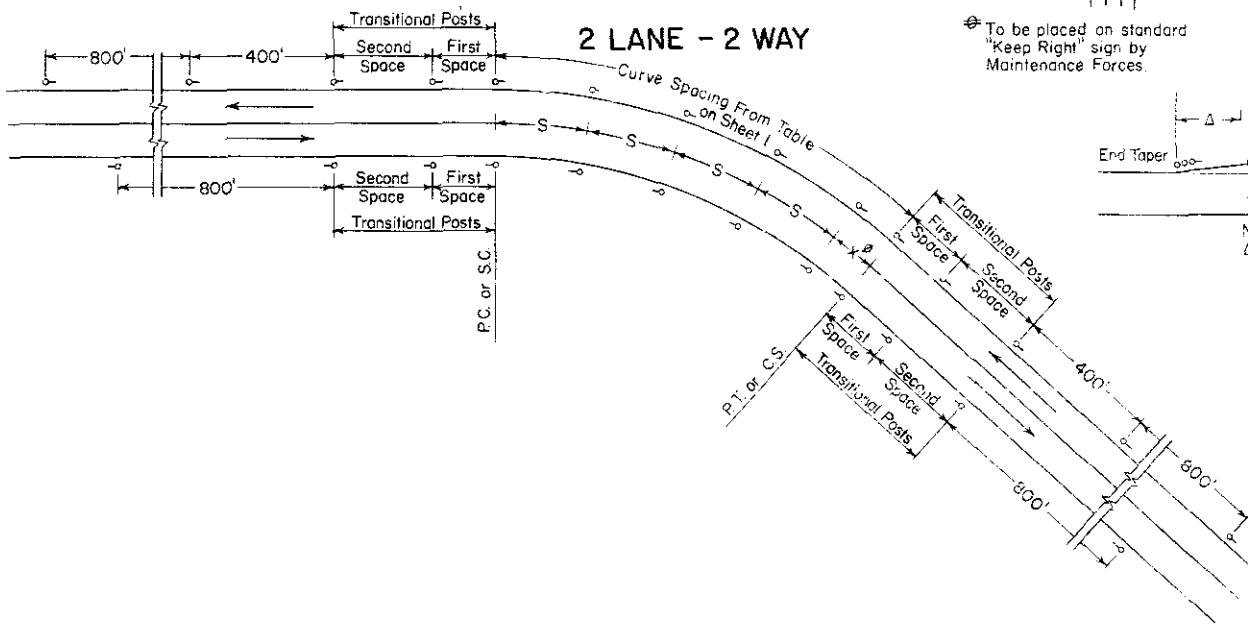 2 LANE - 2 WAY
To be placed on standard
"Keep Right" sign by
Maintenance Forces.
Transitional Posts
Second
Space
First
Space
800'
400'
Curve Spacing From Table
on Sheet 1
S
S
S
S
X ø
800'
Second
Space
First
Space
Transitional Posts
P.C. or S.C.
First
Space
Second
Space
Transitional Posts
400'
800'
First
Space
Second
Space
Transitional Posts
800'
P.T. or C.S.
Δ
End Taper